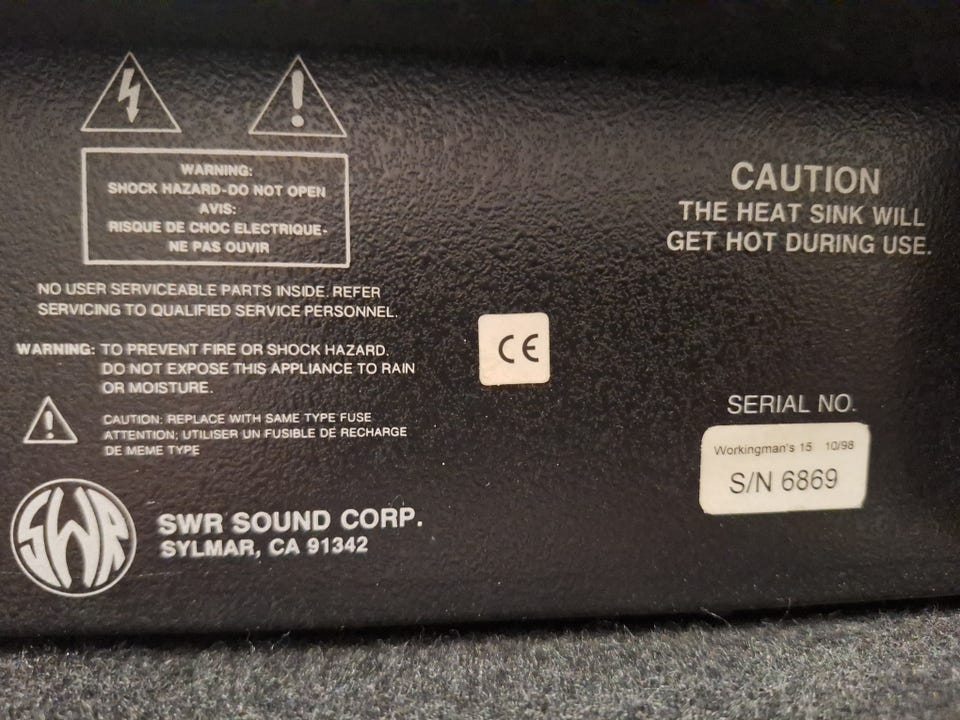 WARNING:
SHOCK HAZARD-DO NOT OPEN
AVIS:
RISQUE DE CHOC ELECTRIQUE-
NE PAS OUVIR
NO USER SERVICEABLE PARTS INSIDE. REFER
SERVICING TO QUALIFIED SERVICE PERSONNEL.
WARNING: TO PREVENT FIRE OR SHOCK HAZARD.
DO NOT EXPOSE THIS APPLIANCE TO RAIN
OR MOISTURE.
CAUTION: REPLACE WITH SAME TYPE FUSE
ATTENTION: UTILISER UN FUSIBLE DE RECHARGE
DE MEME TYPE
SWR
SWR SOUND CORP.
SYLMAR, CA 91342
CE
CAUTION
THE HEAT SINK WILL
GET HOT DURING USE.
SERIAL NO.
Workingman's 15 10/98
S/N 6869